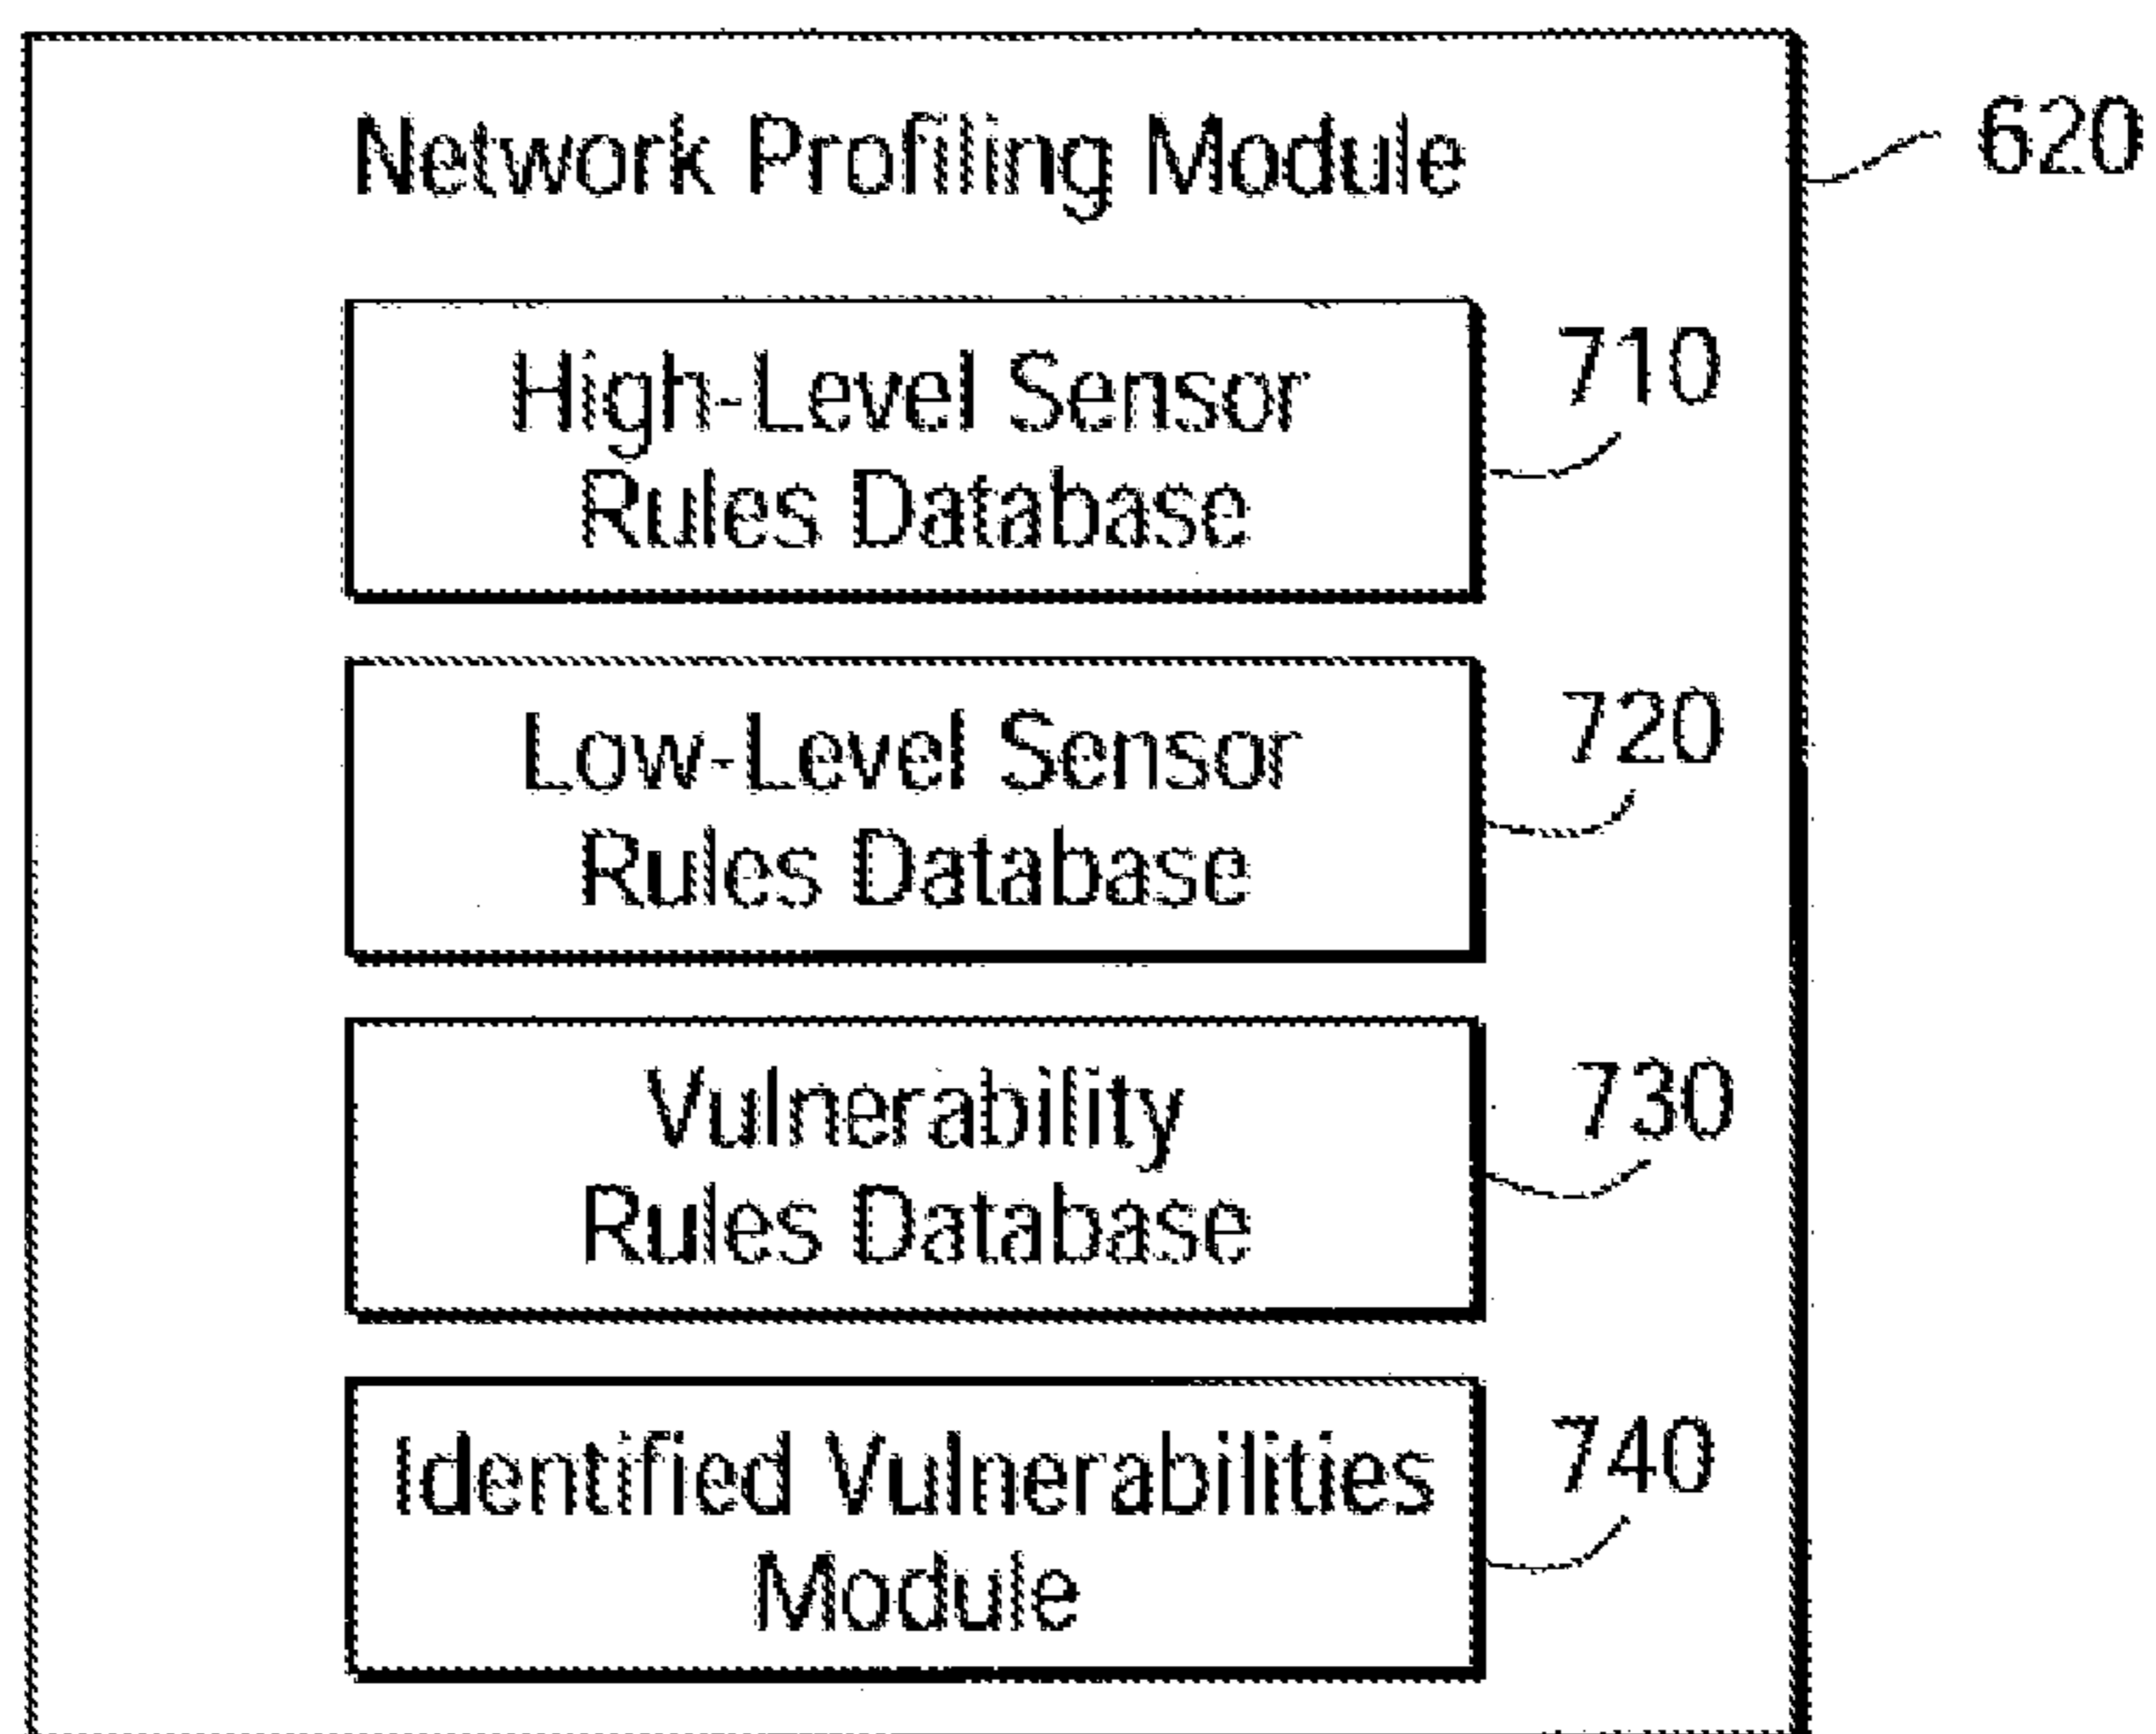 Network Profiling Module
620
High-Level Sensor
Rules Database
710
Low-Level Sensor
Rules Database
720
Vulnerability
Rules Database
730
Identified Vulnerabilities
Module
740